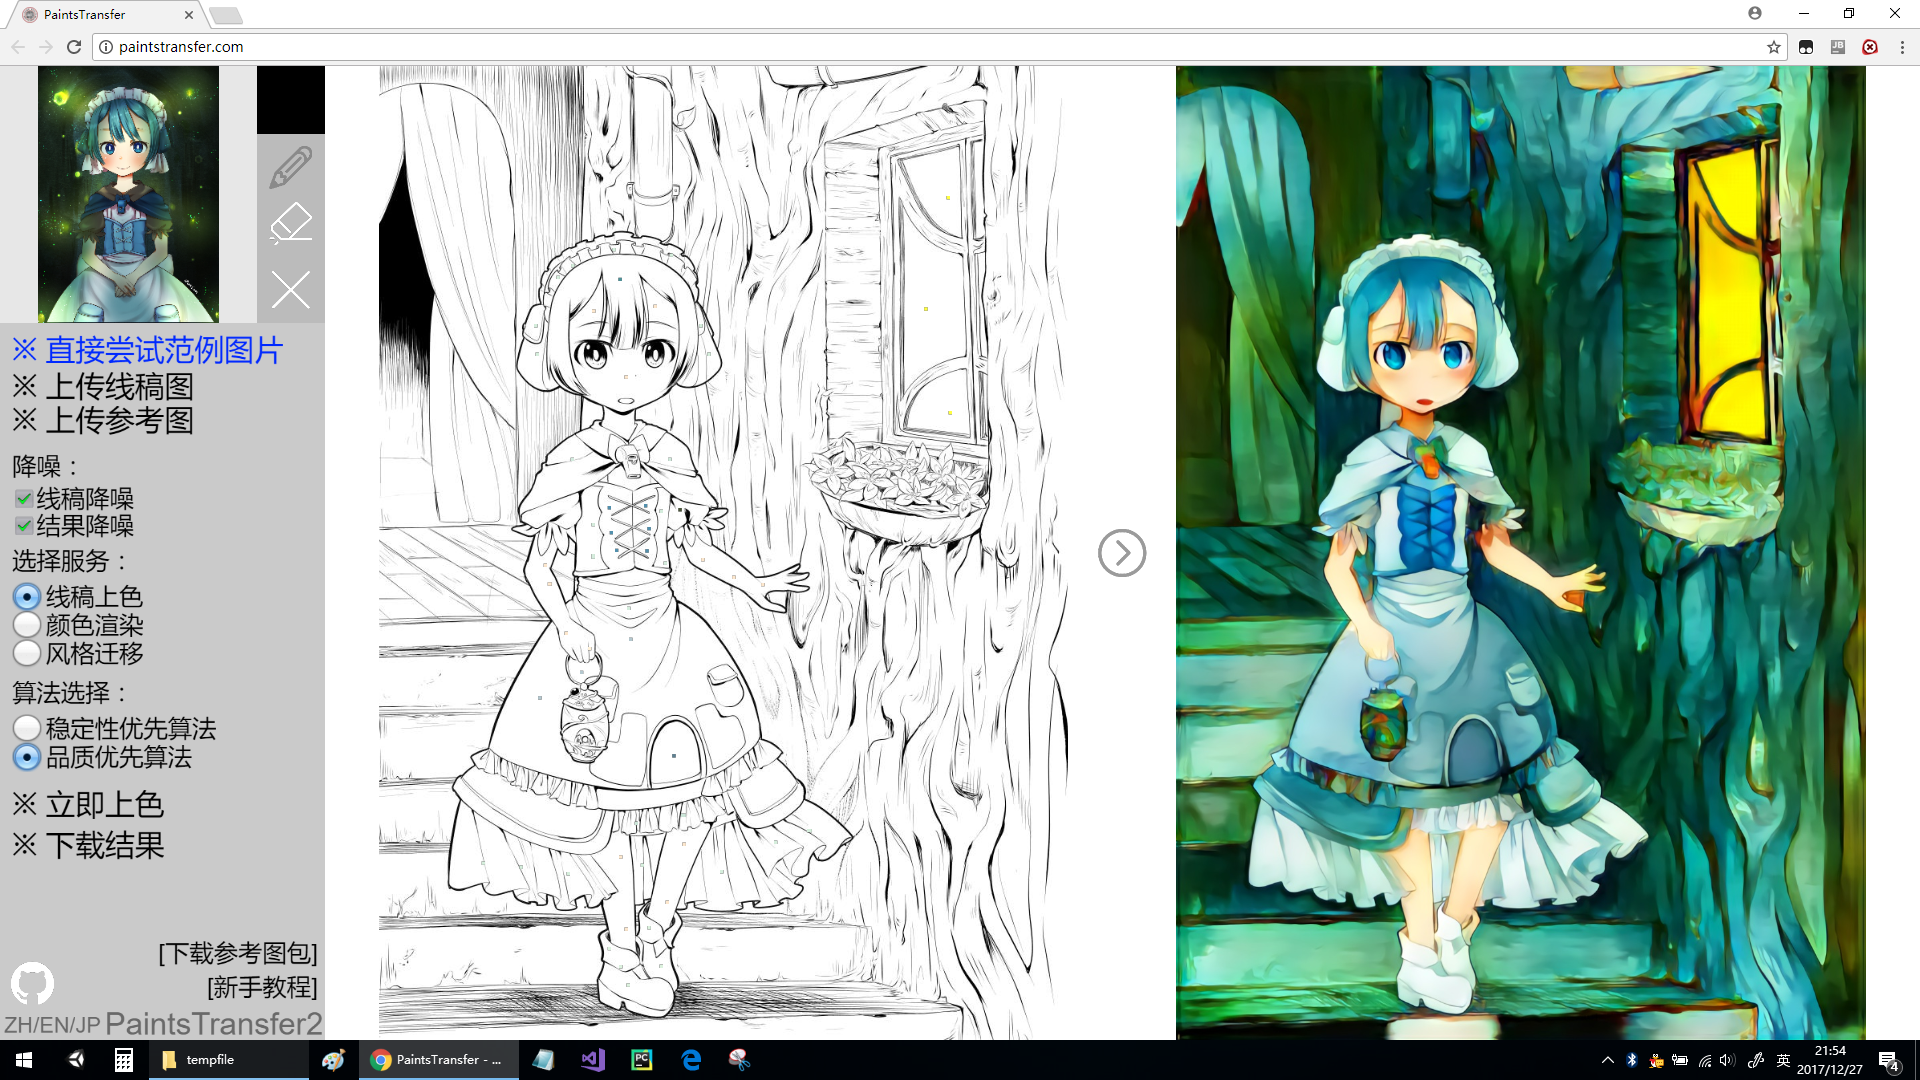 PaintsTransfer
paintstransfer.com
JB
※ 直接尝试范例图片
※ 上传线稿图
※ 上传参考图
降噪：
线稿降噪
结果降噪
选择服务：
线稿上色
颜色渲染
风格迁移
算法选择：
稳定性优先算法
品质优先算法
※ 立即上色
※ 下载结果
[下载参考图包]
[新手教程]
ZH/EN/JP PaintsTransfer2
tempfile
PaintsTransfer - ...
PC
英
21:54
2017/12/27
4